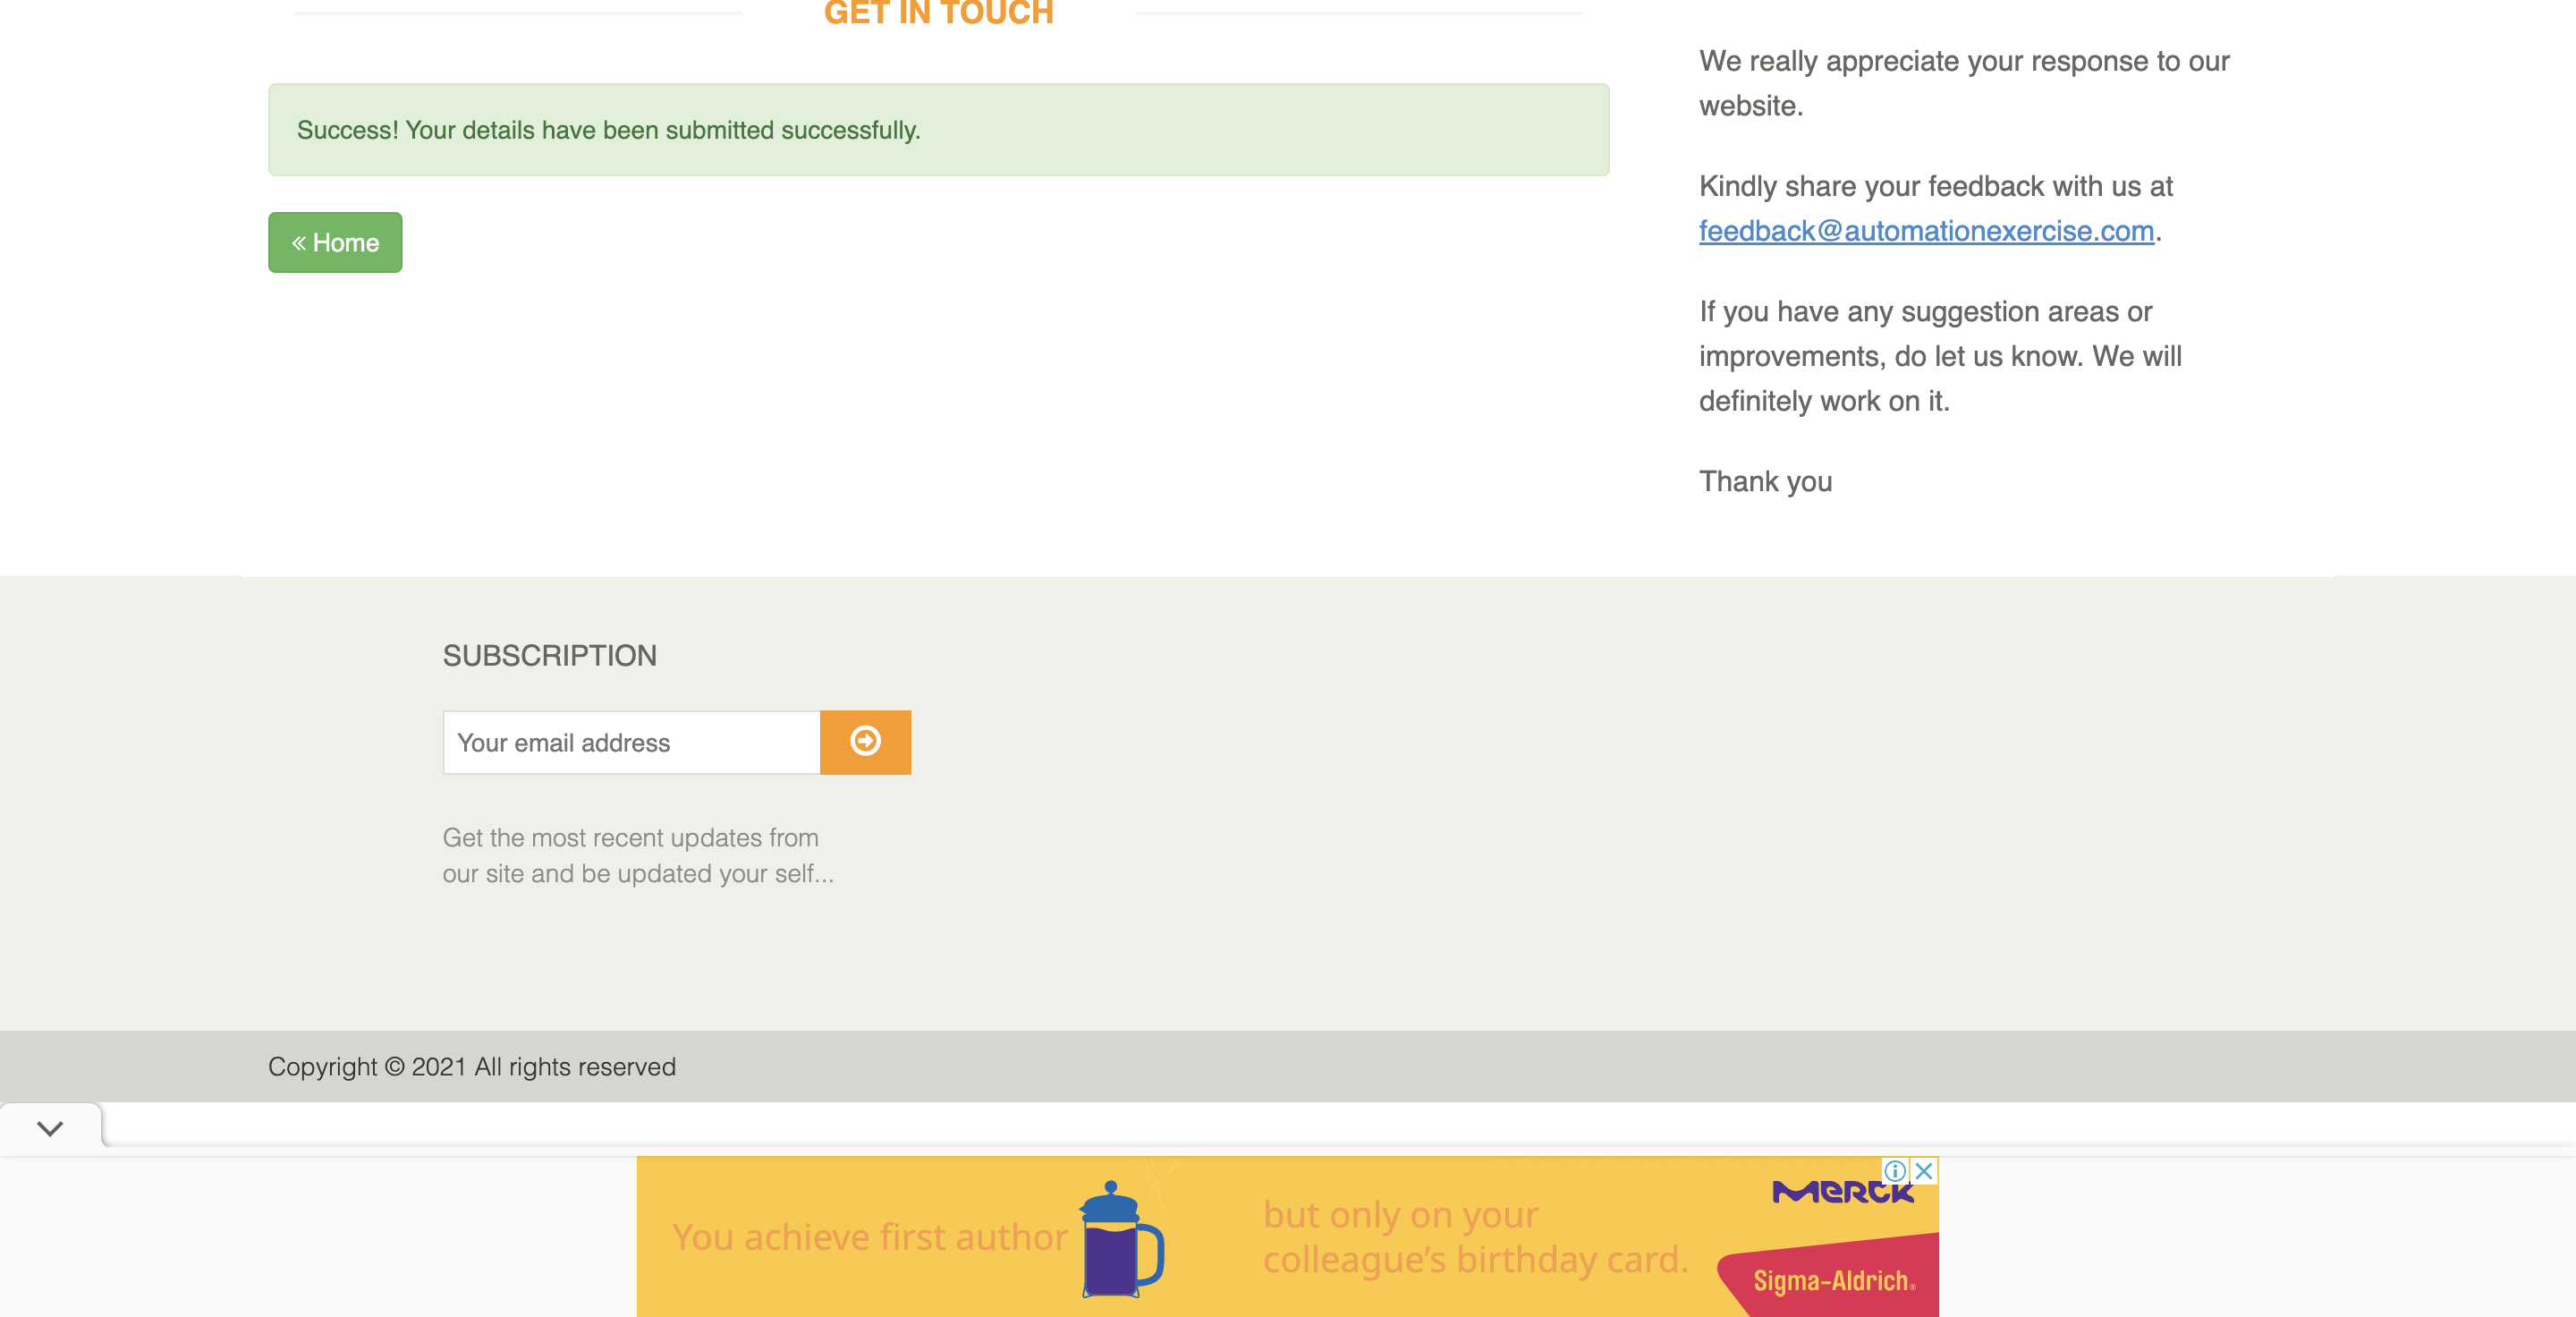 GET IN TOUCH
Success! Your details have been submitted successfully.
« Home
We really appreciate your response to our
website.
Kindly share your feedback with us at
feedback@automationexercise.com.
If you have any suggestion areas or
improvements, do let us know. We will
definitely work on it.
Thank you
SUBSCRIPTION
Your email address
Get the most recent updates from
our site and be updated your self...
Copyright © 2021 All rights reserved
You achieve first author
but only on your
colleague’s birthday card.
Merck
Sigma-Aldrich®